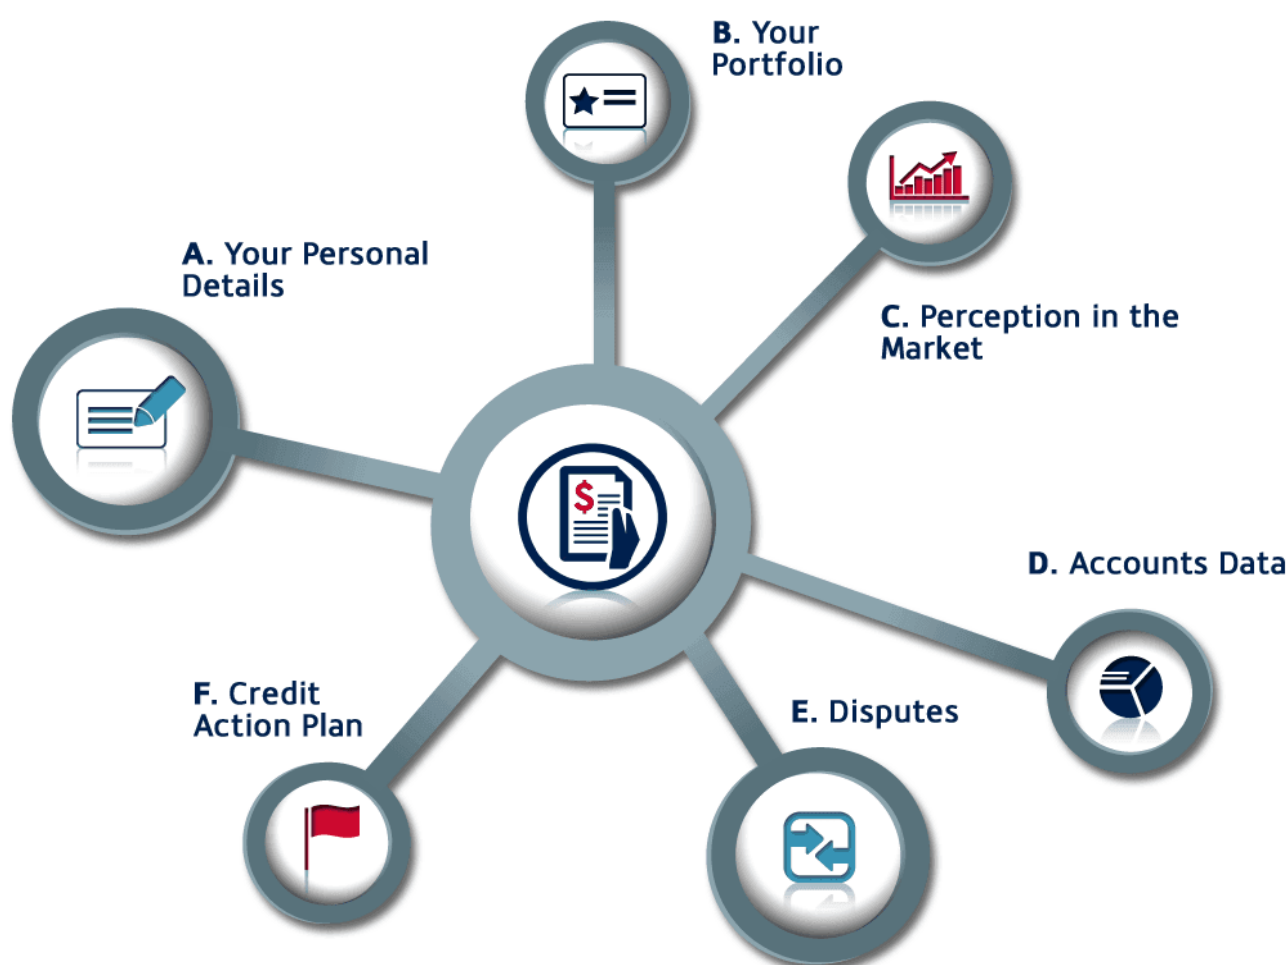 A. Your Personal
Details
B. Your
Portfolio
C. Perception in the
Market
D. Accounts Data
E. Disputes
F. Credit
Action Plan
$